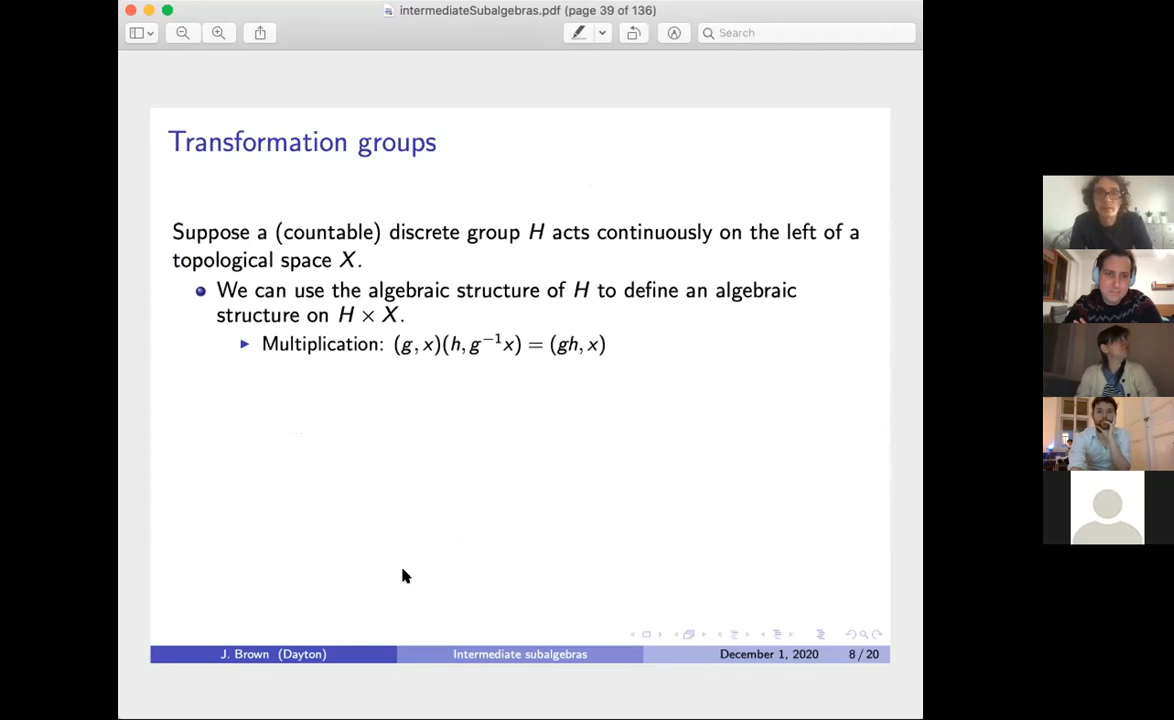 intermediateSubalgebras.pdf (page 39 of 136)
Search
Transformation groups
Suppose a (countable) discrete group H acts continuously on the left of a
topological space X.
We can use the algebraic structure of H to define an algebraic
structure on H × X.
Multiplication: (g, x)(h, g⁻¹x) = (gh, x)
J. Brown (Dayton)
Intermediate subalgebras
December 1, 2020
8 / 20